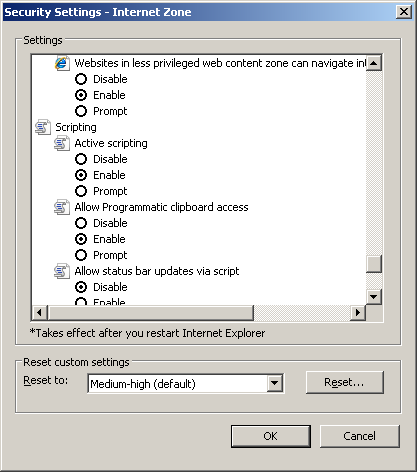 Security Settings - Internet Zone
Settings
Websites in less privileged web content zone can navigate
Disable
Enable
Prompt
Scripting
Active scripting
Disable
Enable
Prompt
Allow Programmatic clipboard access
Disable
Enable
Prompt
Allow status bar updates via script
Disable
Enable
*Takes effect after you restart Internet Explorer
Reset custom settings
Reset to:
Medium-high (default)
Reset...
OK
Cancel